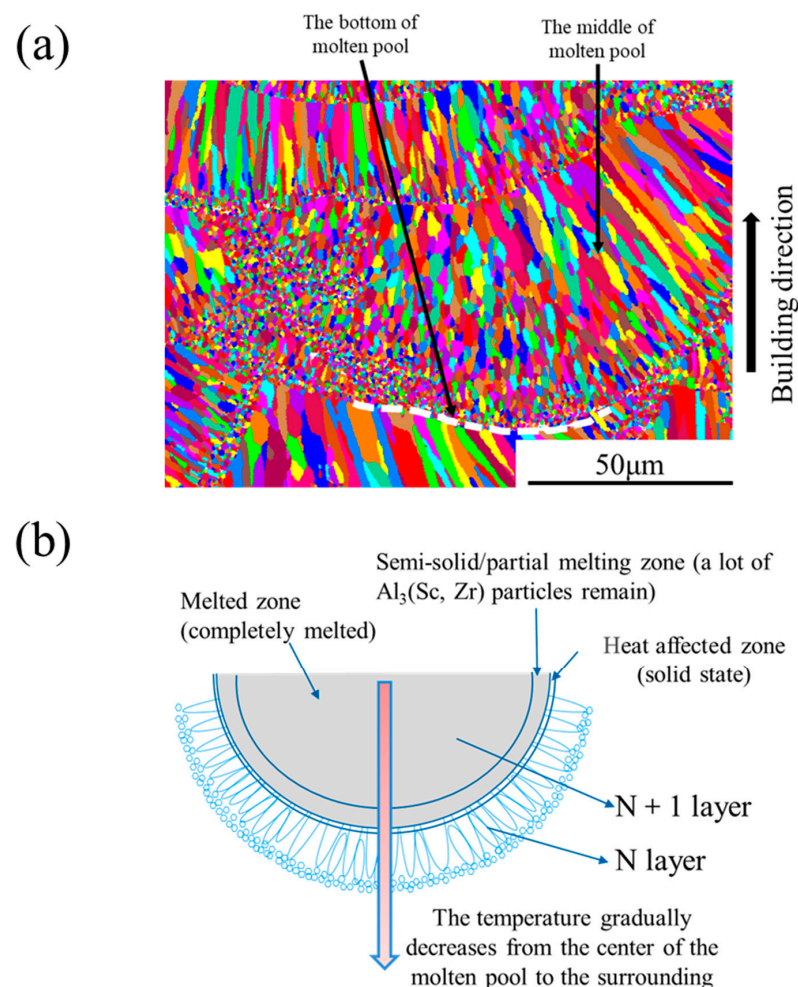 (a)
The bottom of
molten pool
The middle of
molten pool
Building direction
50μm
(b)
Semi-solid/partial melting zone (a lot of
Al₃(Sc, Zr) particles remain)
Melted zone
(completely melted)
Heat affected zone
(solid state)
N + 1 layer
N layer
The temperature gradually
decreases from the center of the
molten pool to the surrounding